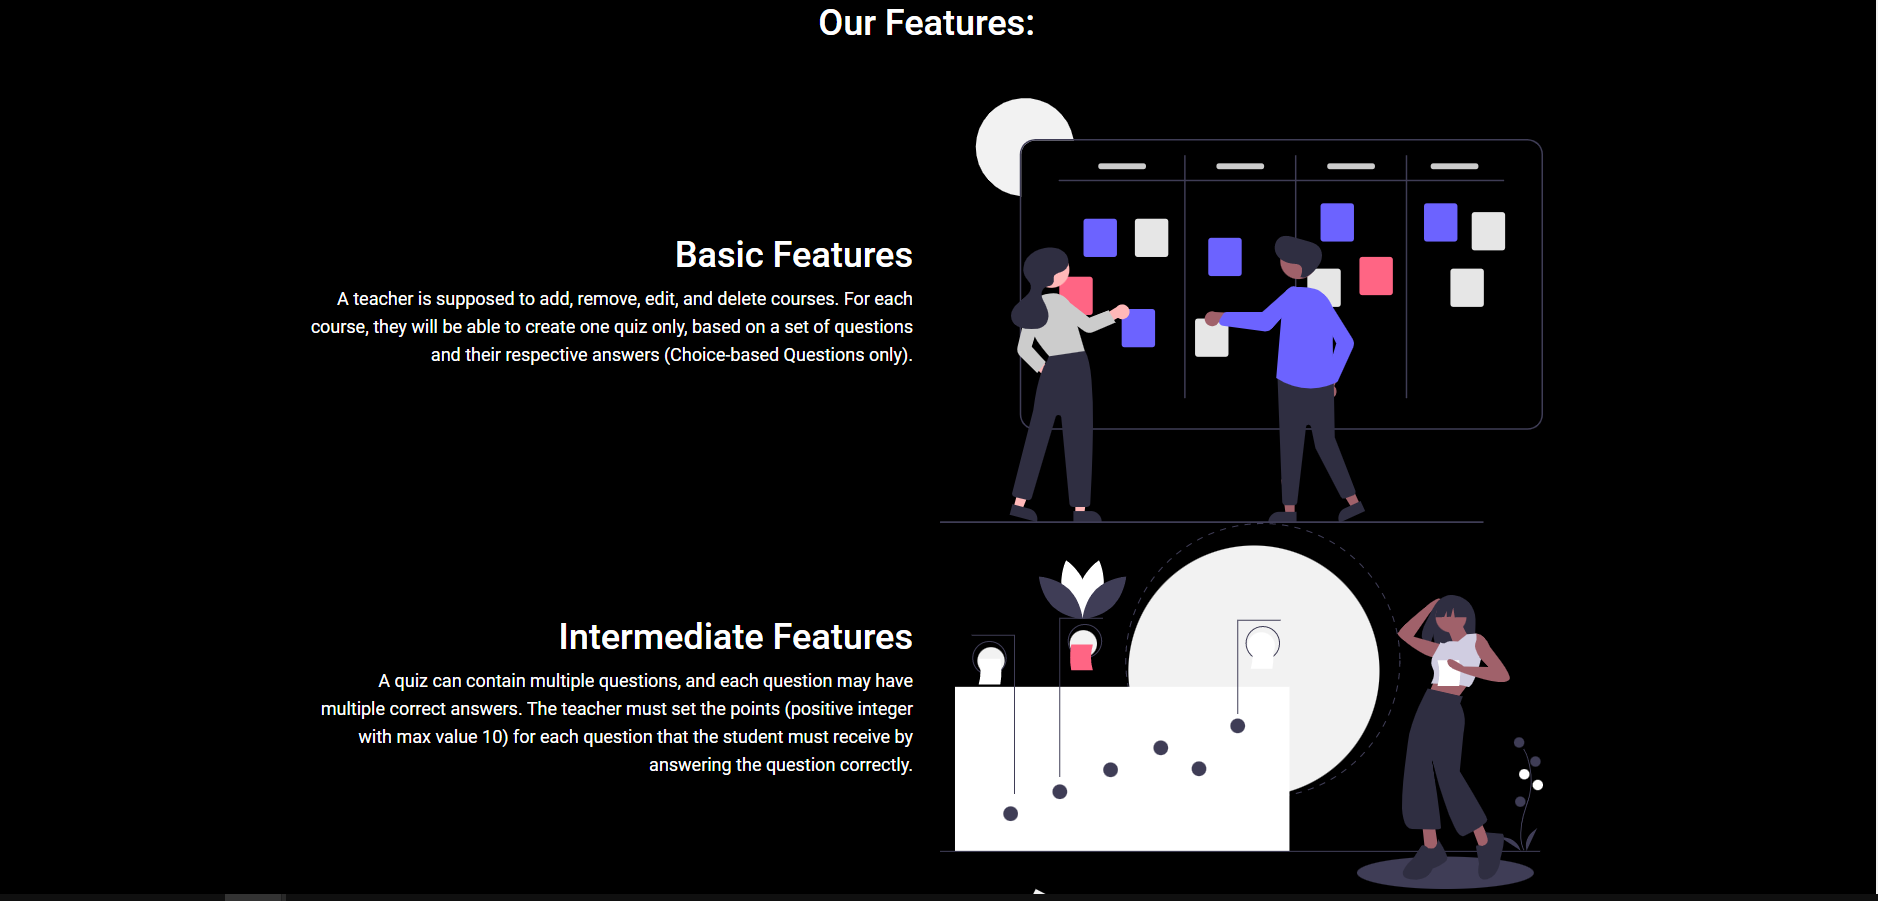 Our Features:
Basic Features
A teacher is supposed to add, remove, edit, and delete courses. For each
course, they will be able to create one quiz only, based on a set of questions
and their respective answers (Choice-based Questions only).
Intermediate Features
A quiz can contain multiple questions, and each question may have
multiple correct answers. The teacher must set the points (positive integer
with max value 10) for each question that the student must receive by
answering the question correctly.